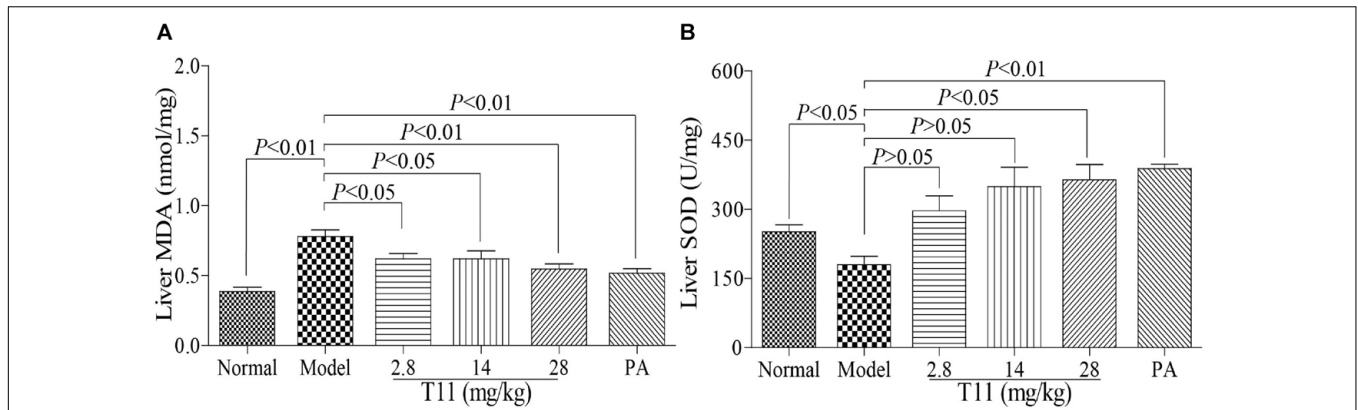 A
Liver MDA (nmol/mg)
2.0
1.5
1.0
0.5
0.0
P<0.01
P<0.01
P<0.05
P<0.05
P<0.01
Normal Model 2.8 14 28 PA
T11 (mg/kg)
B
Liver SOD (U/mg)
600
450
300
150
0
P<0.01
P<0.05
P<0.05
P>0.05
P>0.05
Normal Model 2.8 14 28 PA
T11 (mg/kg)